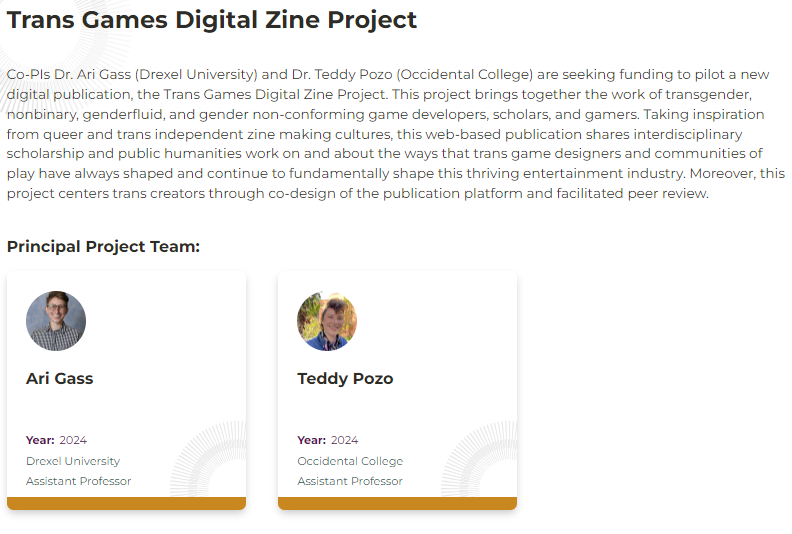 Trans Games Digital Zine Project
Co-PIs Dr. Ari Gass (Drexel University) and Dr. Teddy Pozo (Occidental College) are seeking funding to pilot a new
digital publication, the Trans Games Digital Zine Project. This project brings together the work of transgender,
nonbinary, genderfluid, and gender non-conforming game developers, scholars, and gamers. Taking inspiration
from queer and trans independent zine making cultures, this web-based publication shares interdisciplinary
scholarship and public humanities work on and about the ways that trans game designers and communities of
play have always shaped and continue to fundamentally shape this thriving entertainment industry. Moreover, this
project centers trans creators through co-design of the publication platform and facilitated peer review.
Principal Project Team:
Ari Gass
Year: 2024
Drexel University
Assistant Professor
Teddy Pozo
Year: 2024
Occidental College
Assistant Professor